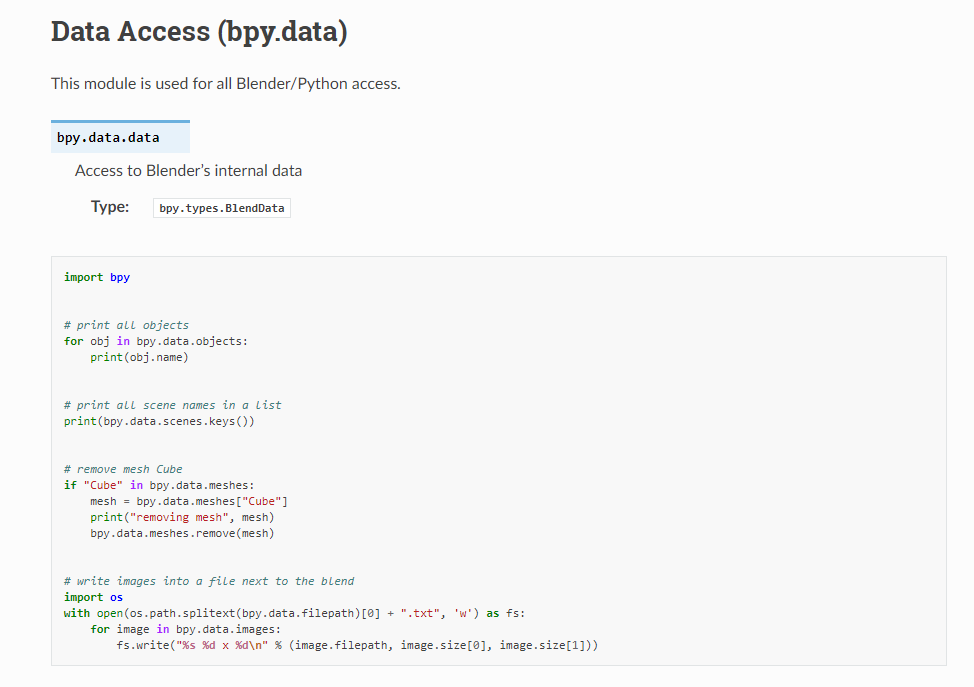 Data Access (bpy.data)
This module is used for all Blender/Python access.
bpy.data.data
Access to Blender’s internal data
Type: bpy.types.BlendData
import bpy
# print all objects
for obj in bpy.data.objects:
    print(obj.name)
# print all scene names in a list
print(bpy.data.scenes.keys())
# remove mesh Cube
if "Cube" in bpy.data.meshes:
    mesh = bpy.data.meshes["Cube"]
    print("removing mesh", mesh)
    bpy.data.meshes.remove(mesh)
# write images into a file next to the blend
import os
with open(os.path.splitext(bpy.data.filepath)[0] + ".txt", 'w') as fs:
    for image in bpy.data.images:
        fs.write("%s %d x %d\n" % (image.filepath, image.size[0], image.size[1]))